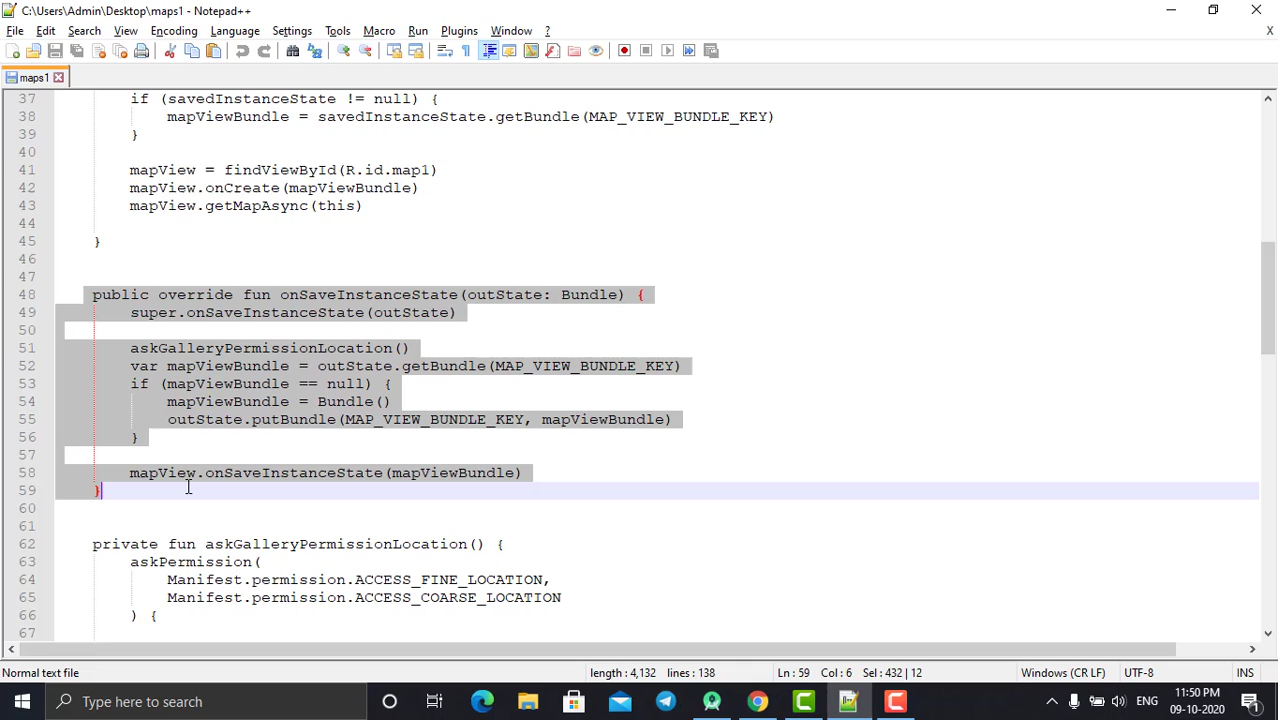 C:\Users\Admin\Desktop\maps1 - Notepad++
File Edit Search View Encoding Language Settings Tools Macro Run Plugins Window ?
X
maps1
37 if (savedInstanceState != null) {
38 mapViewBundle = savedInstanceState.getBundle(MAP_VIEW_BUNDLE_KEY)
39 }
40
41 mapView = findViewById(R.id.map1)
42 mapView.onCreate(mapViewBundle)
43 mapView.getMapAsync(this)
44
45 }
46
47
48 public override fun onSaveInstanceState(outState: Bundle) {
49 super.onSaveInstanceState(outState)
50
51 askGalleryPermissionLocation()
52 var mapViewBundle = outState.getBundle(MAP_VIEW_BUNDLE_KEY)
53 if (mapViewBundle == null) {
54 mapViewBundle = Bundle()
55 outState.putBundle(MAP_VIEW_BUNDLE_KEY, mapViewBundle)
56 }
57
58 mapView.onSaveInstanceState(mapViewBundle)
59 }
60
61
62 private fun askGalleryPermissionLocation() {
63 askPermission(
64 Manifest.permission.ACCESS_FINE_LOCATION,
65 Manifest.permission.ACCESS_COARSE_LOCATION
66 ) {
67
Normal text file length : 4,132 lines : 138 Ln : 59 Col : 6 Sel : 432 | 12 Windows (CR LF) UTF-8 INS
Type here to search
ENG
11:50 PM
09-10-2020
1